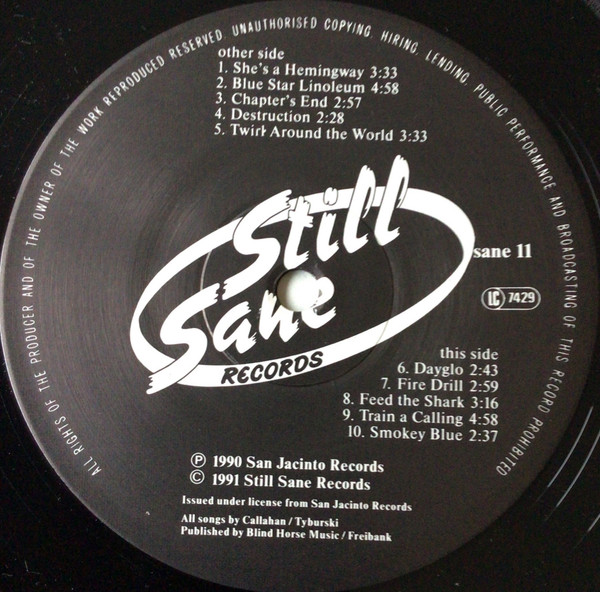 ALL RIGHTS OF THE PRODUCER AND OF THE OWNER OF THE WORK REPRODUCED RESERVED. UNAUTHORISED COPYING, HIRING, LENDING, PUBLIC PERFORMANCE AND BROADCASTING OF THIS RECORD PROHIBITED
other side
1. She's a Hemingway 3:33
2. Blue Star Linoleum 4:58
3. Chapter's End 2:57
4. Destruction 2:28
5. Twirl Around the World 3:33
Still
Sane
RECORDS
sane 11
LC 7429
this side
6. Dayglo 2:43
7. Fire Drill 2:59
8. Feed the Shark 3:16
9. Train a Calling 4:58
10. Smokey Blue 2:37
Ⓟ 1990 San Jacinto Records
© 1991 Still Sane Records
Issued under license from San Jacinto Records
All songs by Callahan / Tyburski
Published by Blind Horse Music / Freibank